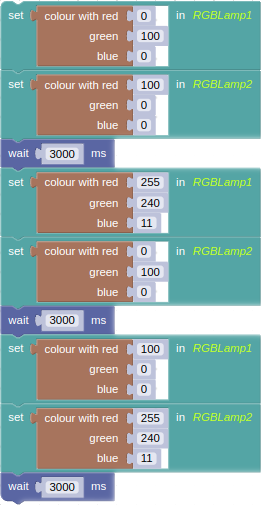 set colour with red 0 in RGBLamp1
green 100
blue 0
set colour with red 100 in RGBLamp2
green 0
blue 0
wait 3000 ms
set colour with red 255 in RGBLamp1
green 240
blue 11
set colour with red 0 in RGBLamp2
green 100
blue 0
wait 3000 ms
set colour with red 100 in RGBLamp1
green 0
blue 0
set colour with red 255 in RGBLamp2
green 240
blue 11
wait 3000 ms